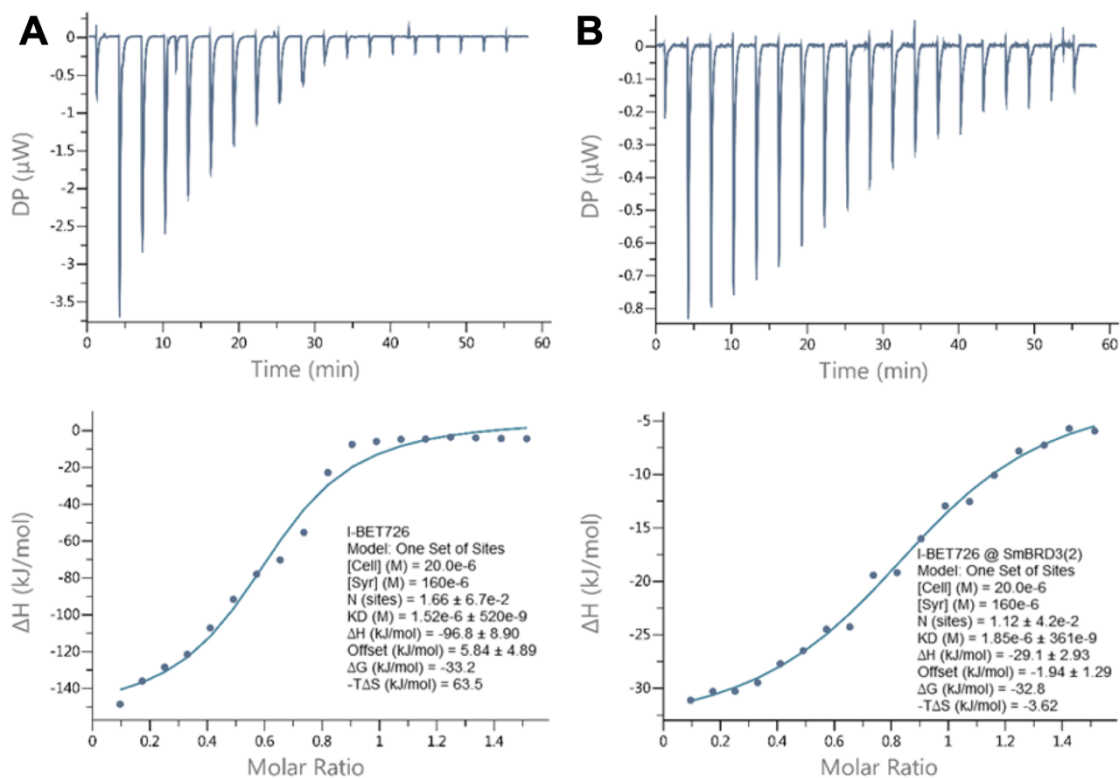 A
DP (µW)
0
-0.5
-1
-1.5
-2
-2.5
-3
-3.5
0 10 20 30 40 50 60
Time (min)
B
DP (µW)
0
-0.1
-0.2
-0.3
-0.4
-0.5
-0.6
-0.7
-0.8
0 10 20 30 40 50 60
Time (min)
ΔH (kJ/mol)
0
-20
-40
-60
-80
-100
-120
-140
I-BET726
Model: One Set of Sites
[Cell] (M) = 20.0e-6
[Syr] (M) = 160e-6
N (sites) = 1.66 ± 6.7e-2
KD (M) = 1.52e-6 ± 520e-9
ΔH (kJ/mol) = -96.8 ± 8.90
Offset (kJ/mol) = 5.84 ± 4.89
ΔG (kJ/mol) = -33.2
-TΔS (kJ/mol) = 63.5
0 0.2 0.4 0.6 0.8 1 1.2 1.4
Molar Ratio
ΔH (kJ/mol)
-5
-10
-15
-20
-25
-30
I-BET726 @ SmBRD3(2)
Model: One Set of Sites
[Cell] (M) = 20.0e-6
[Syr] (M) = 160e-6
N (sites) = 1.12 ± 4.2e-2
KD (M) = 1.85e-6 ± 361e-9
ΔH (kJ/mol) = -29.1 ± 2.93
Offset (kJ/mol) = -1.94 ± 1.29
ΔG (kJ/mol) = -32.8
-TΔS (kJ/mol) = -3.62
0 0.2 0.4 0.6 0.8 1 1.2 1.4
Molar Ratio